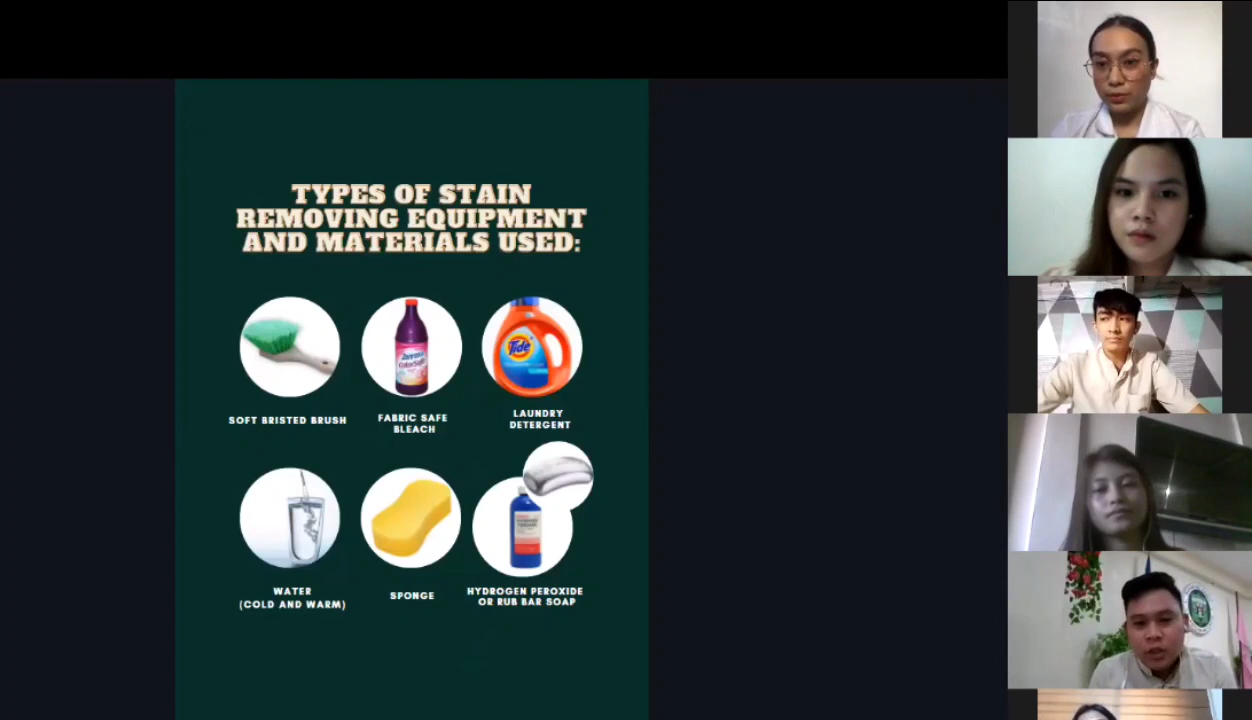 TYPES OF STAIN
REMOVING EQUIPMENT
AND MATERIALS USED:
Tide
SOFT BRISTED BRUSH
FABRIC SAFE
BLEACH
LAUNDRY
DETERGENT
WATER
(COLD AND WARM)
SPONGE
HYDROGEN PEROXIDE
OR RUB BAR SOAP